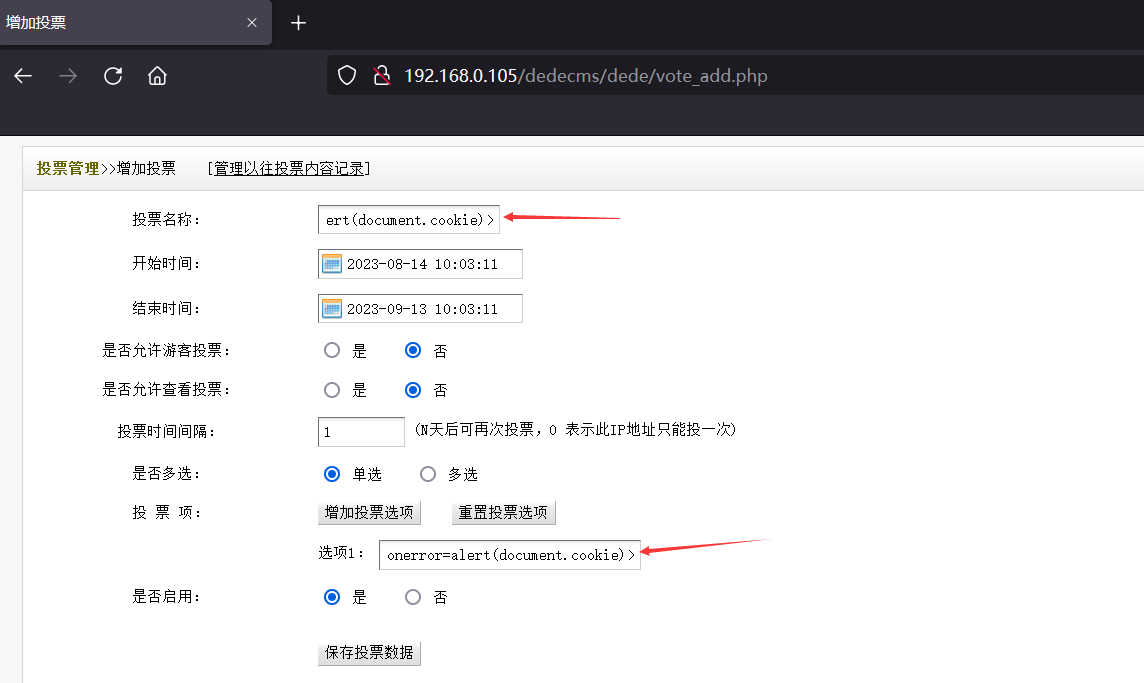 增加投票
192.168.0.105/dedecms/dede/vote_add.php
投票管理>>增加投票 [管理以往投票内容记录]
投票名称: ert(document.cookie)>
开始时间: 2023-08-14 10:03:11
结束时间: 2023-09-13 10:03:11
是否允许游客投票: 是 否
是否允许查看投票: 是 否
投票时间间隔: 1 (N天后可再次投票,0 表示此IP地址只能投一次)
是否多选: 单选 多选
投 票 项: 增加投票选项 重置投票选项
选项1: onerror=alert(document.cookie)>
是否启用: 是 否
保存投票数据